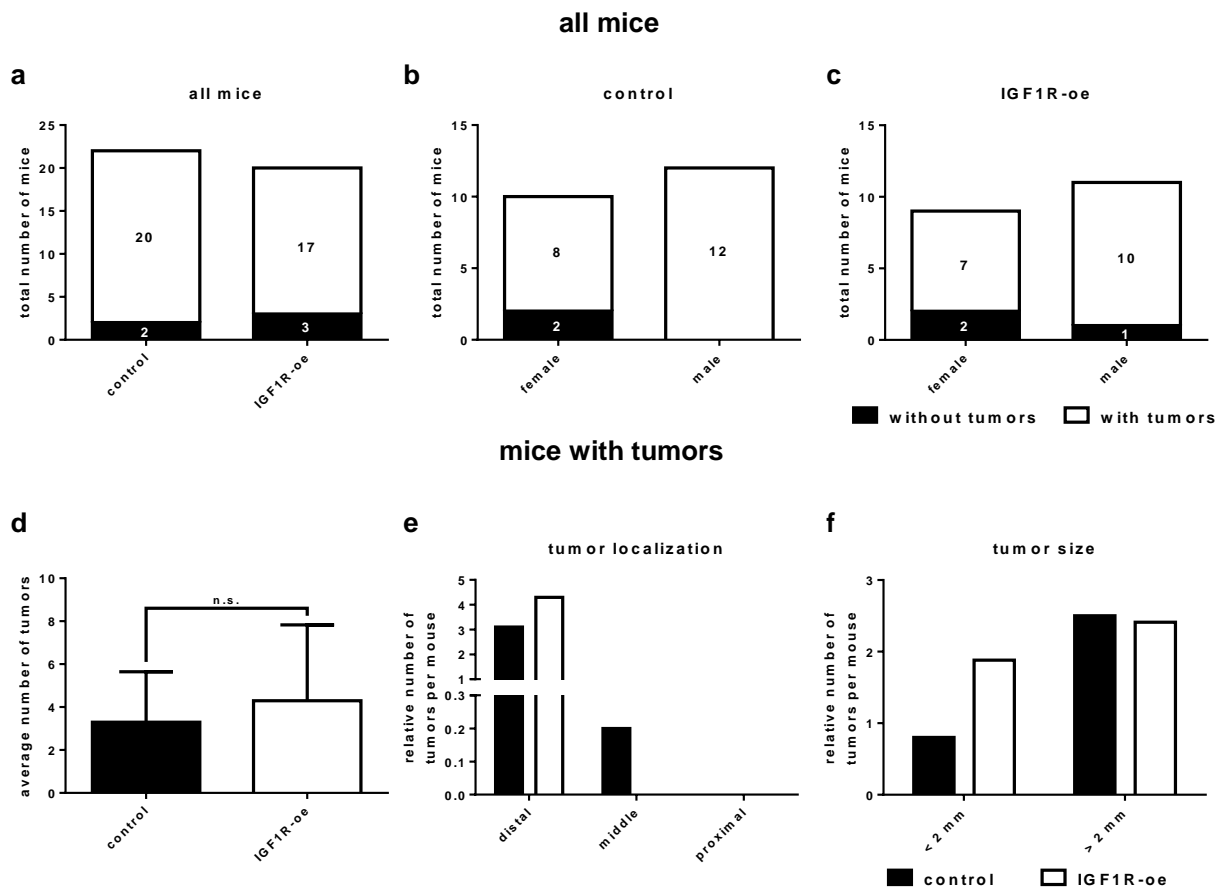 all mice
a
all mice
total number of mice
25
20
15
10
5
0
20
17
2
3
control
IGF1R-oe
b
control
total number of mice
15
10
5
0
8
12
2
female
male
c
IGF1R-oe
total number of mice
15
10
5
0
7
10
2
1
female
male
without tumors
with tumors
mice with tumors
d
average number of tumors
10
8
6
4
2
0
n.s.
control
IGF1R-oe
e
tumor localization
relative number of
tumors per mouse
5
4
3
2
1
0.3
0.2
0.1
0.0
distal
middle
proximal
f
tumor size
relative number of
tumors per mouse
3
2
1
0
< 2 mm
> 2 mm
control
IGF1R-oe